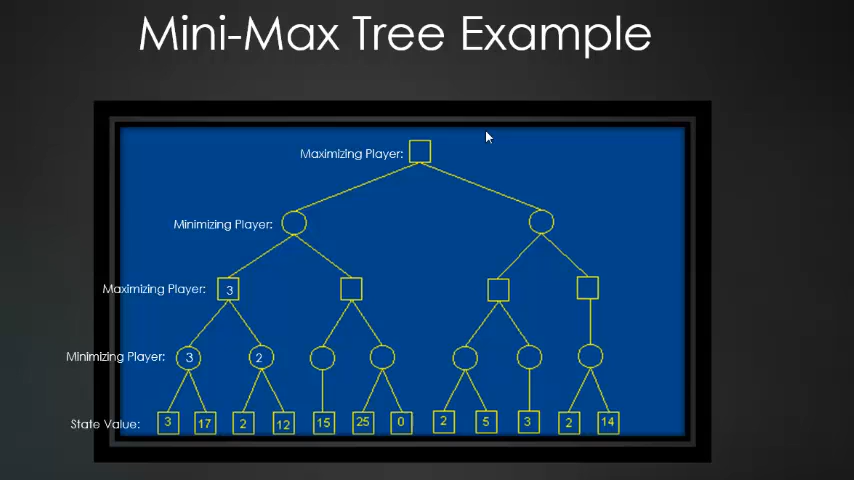 Mini-Max Tree Example
Maximizing Player:
Minimizing Player:
Maximizing Player: 3
Minimizing Player: 3 2
State Value: 3 17 2 12 15 25 0 2 5 3 2 14